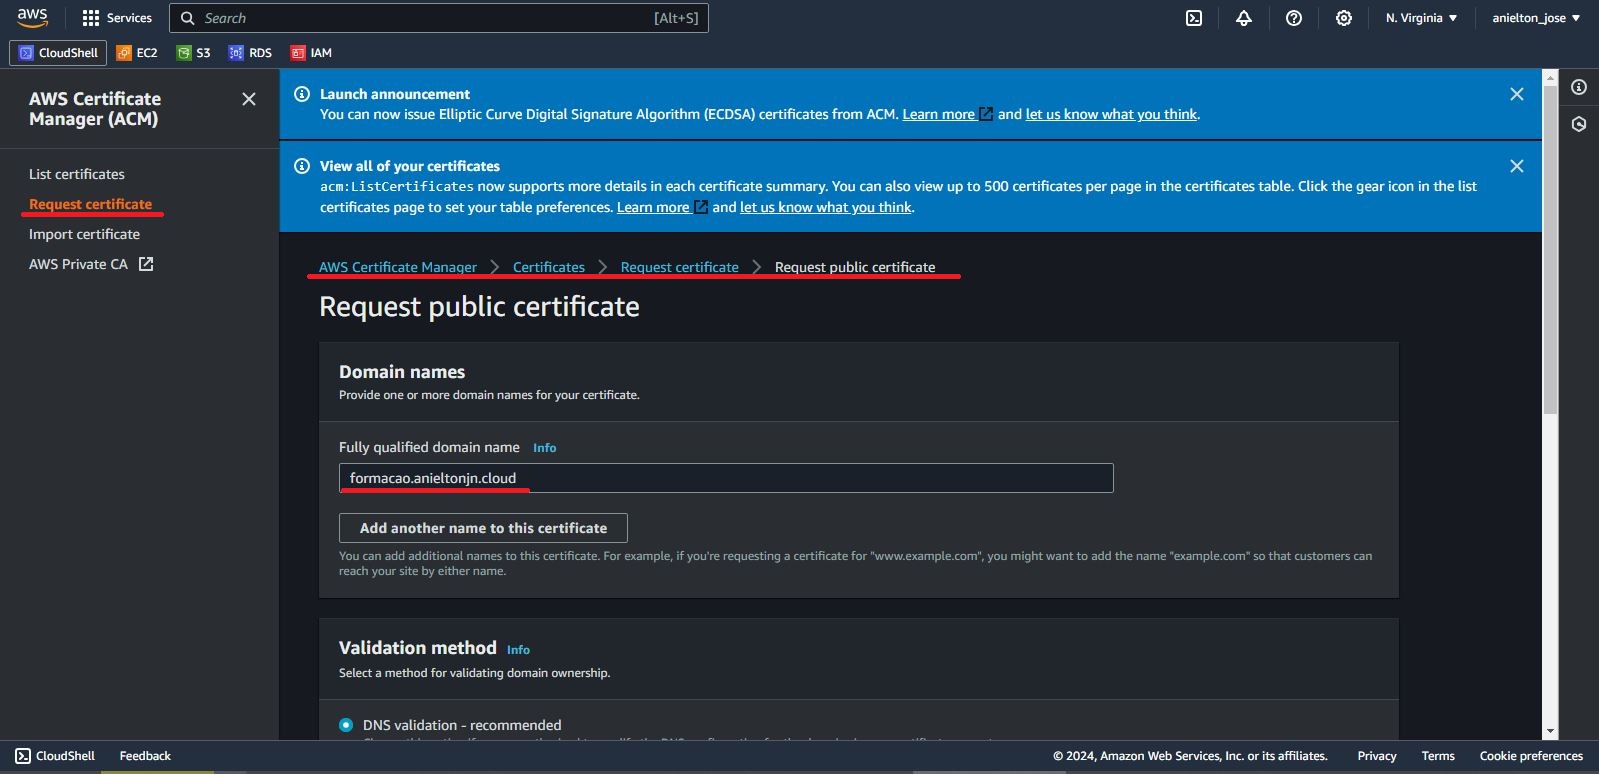 aws
Services
Search
[Alt+S]
N. Virginia
anielton_jose
CloudShell
EC2
S3
RDS
IAM
AWS Certificate
Manager (ACM)
List certificates
Request certificate
Import certificate
AWS Private CA
Launch announcement
You can now issue Elliptic Curve Digital Signature Algorithm (ECDSA) certificates from ACM. Learn more and let us know what you think.
View all of your certificates
acm:ListCertificates now supports more details in each certificate summary. You can also view up to 500 certificates per page in the certificates table. Click the gear icon in the list
certificates page to set your table preferences. Learn more and let us know what you think.
AWS Certificate Manager > Certificates > Request certificate > Request public certificate
Request public certificate
Domain names
Provide one or more domain names for your certificate.
Fully qualified domain name Info
formacao.anieltonjn.cloud
Add another name to this certificate
You can add additional names to this certificate. For example, if you're requesting a certificate for "www.example.com", you might want to add the name "example.com" so that customers can
reach your site by either name.
Validation method Info
Select a method for validating domain ownership.
DNS validation - recommended
CloudShell
Feedback
© 2024, Amazon Web Services, Inc. or its affiliates.
Privacy
Terms
Cookie preferences